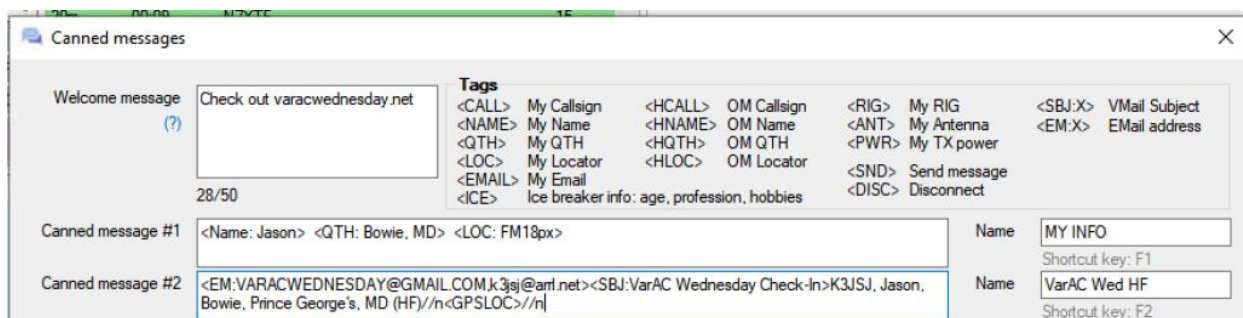 20m 00:09 N7XTF 15
Canned messages
Welcome message
(?)
Check out varacwednesday.net
28/50
Tags
<CALL> My Callsign <HCALL> OM Callsign <RIG> My RIG <SBJ:X> VMail Subject
<NAME> My Name <HNAME> OM Name <ANT> My Antenna <EM:X> EMail address
<QTH> My QTH <HQTH> OM QTH <PWR> My TX power
<LOC> My Locator <HLOC> OM Locator
<SND> Send message
<EMAIL> My Email
<DISC> Disconnect
<ICE> Ice breaker info: age, profession, hobbies
Canned message #1 <Name: Jason> <QTH: Bowie, MD> <LOC: FM18px> Name MY INFO
Shortcut key: F1
Canned message #2 <EM:VARACWEDNESDAY@GMAIL.COM,k3jsj@arrl.net><SBJ:VarAC Wednesday Check-In>K3JSJ, Jason, Name VarAC Wed HF
Bowie, Prince George's, MD (HF)//n<GPSLOC>//n
Shortcut key: F2